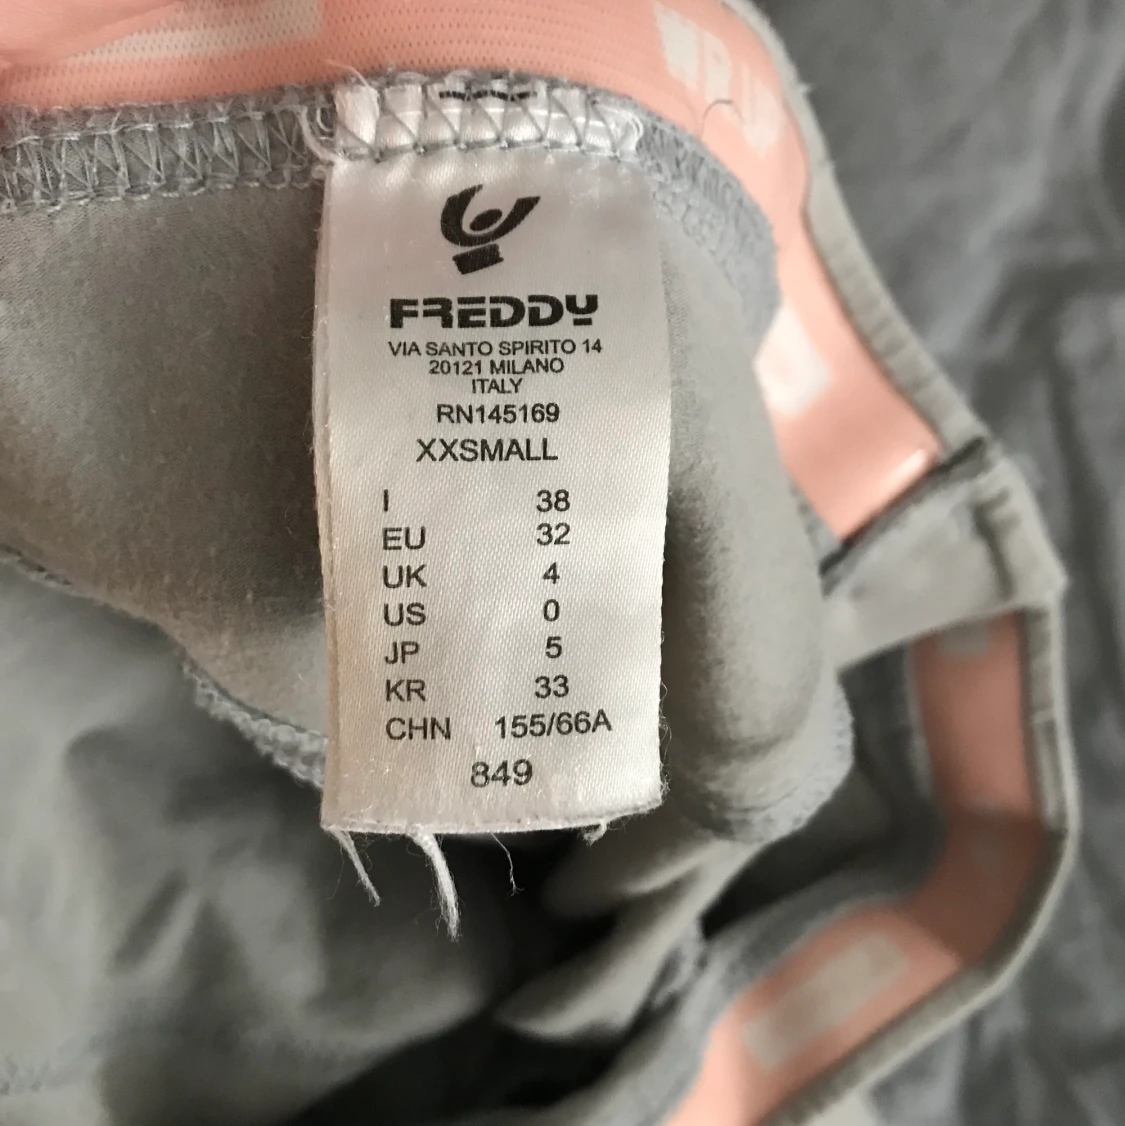 FREDDY
VIA SANTO SPIRITO 14
20121 MILANO
ITALY
RN145169
XXSMALL
I 38
EU 32
UK 4
US 0
JP 5
KR 33
CHN 155/66A
849